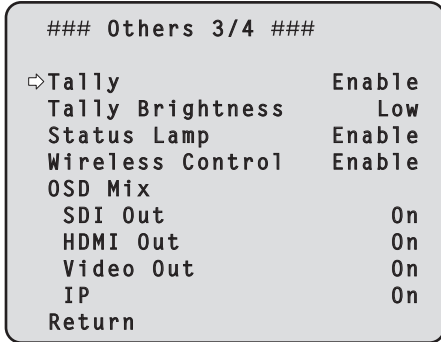 ### Others 3/4 ###
⇨Tally Enable
Tally Brightness Low
Status Lamp Enable
Wireless Control Enable
OSD Mix
SDI Out On
HDMI Out On
Video Out On
IP On
Return